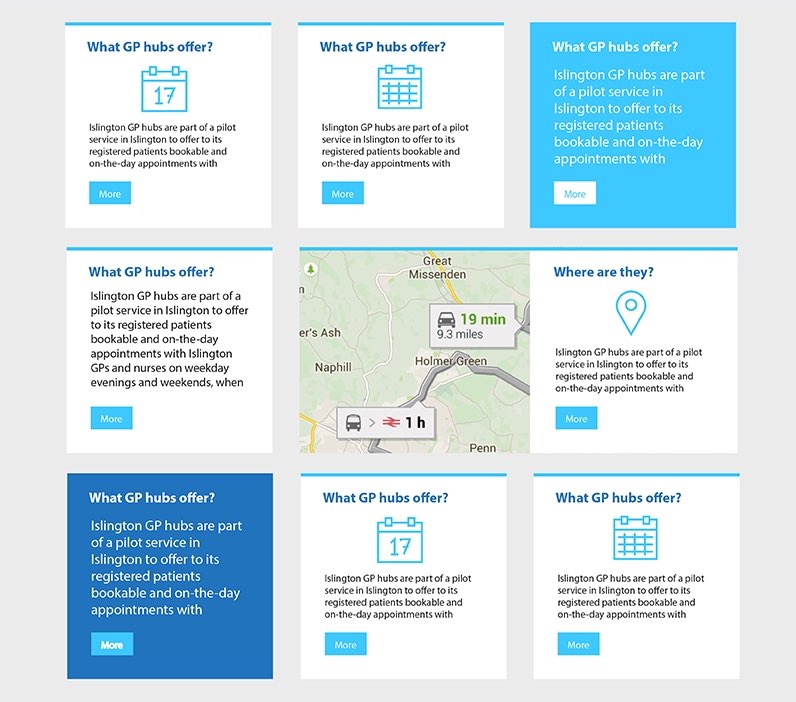 What GP hubs offer?
17
Islington GP hubs are part of a pilot
service in Islington to offer to its
registered patients bookable and
on-the-day appointments with
More
What GP hubs offer?
Islington GP hubs are part of a pilot
service in Islington to offer to its
registered patients bookable and
on-the-day appointments with
More
What GP hubs offer?
Islington GP hubs are part
of a pilot service in
Islington to offer to its
registered patients
bookable and on-the-day
appointments with
More
What GP hubs offer?
Islington GP hubs are part of a
pilot service in Islington to offer
to its registered patients
bookable and on-the-day
appointments with Islington
GPs and nurses on weekday
evenings and weekends, when
More
Great
Missenden
n
19 min
9.3 miles
er's Ash
Naphill
Holmer Green
> 1 h
Penn
Where are they?
Islington GP hubs are part of a pilot
service in Islington to offer to its
registered patients bookable and
on-the-day appointments with
More
What GP hubs offer?
Islington GP hubs are part
of a pilot service in
Islington to offer to its
registered patients
bookable and on-the-day
appointments with
More
What GP hubs offer?
17
Islington GP hubs are part of a pilot
service in Islington to offer to its
registered patients bookable and
on-the-day appointments with
More
What GP hubs offer?
Islington GP hubs are part of a pilot
service in Islington to offer to its
registered patients bookable and
on-the-day appointments with
More